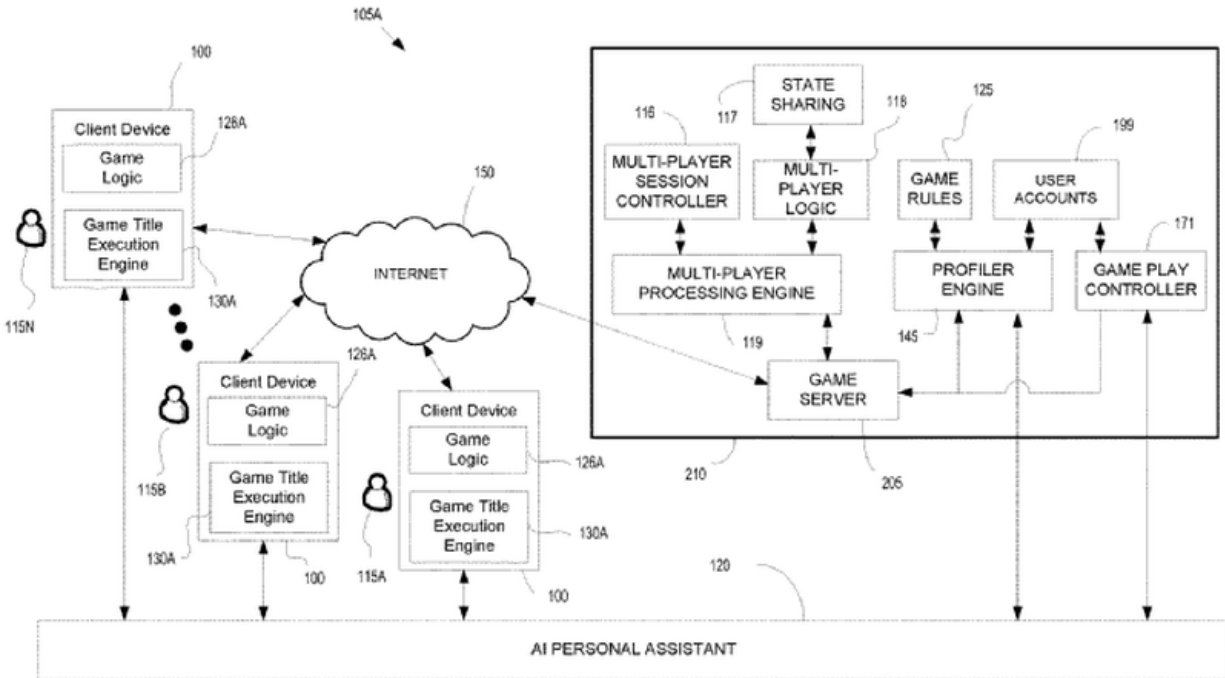 105A
100
Client Device
126A
Game
Logic
Game Title
Execution
Engine
130A
115N
150
INTERNET
126A
Client Device
Game
Logic
115B
Game Title
Execution
Engine
130A
100
Client Device
Game
Logic
126A
Game Title
Execution
Engine
130A
115A
100
STATE
SHARING
117
116
118
125
199
MULTI-PLAYER
SESSION
CONTROLLER
MULTI-
PLAYER
LOGIC
GAME
RULES
USER
ACCOUNTS
171
MULTI-PLAYER
PROCESSING ENGINE
PROFILER
ENGINE
GAME PLAY
CONTROLLER
119
145
GAME
SERVER
210
205
120
AI PERSONAL ASSISTANT